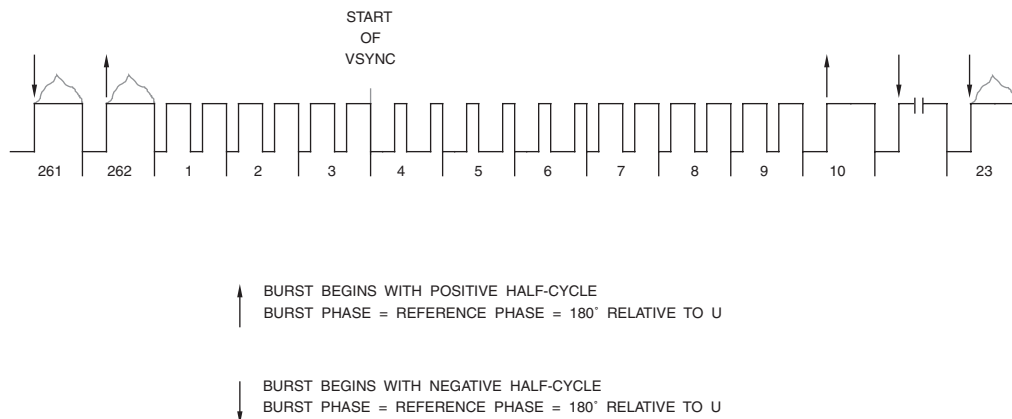 START
OF
VSYNC
261 262 1 2 3 4 5 6 7 8 9 10 23
BURST BEGINS WITH POSITIVE HALF-CYCLE
BURST PHASE = REFERENCE PHASE = 180° RELATIVE TO U
BURST BEGINS WITH NEGATIVE HALF-CYCLE
BURST PHASE = REFERENCE PHASE = 180° RELATIVE TO U